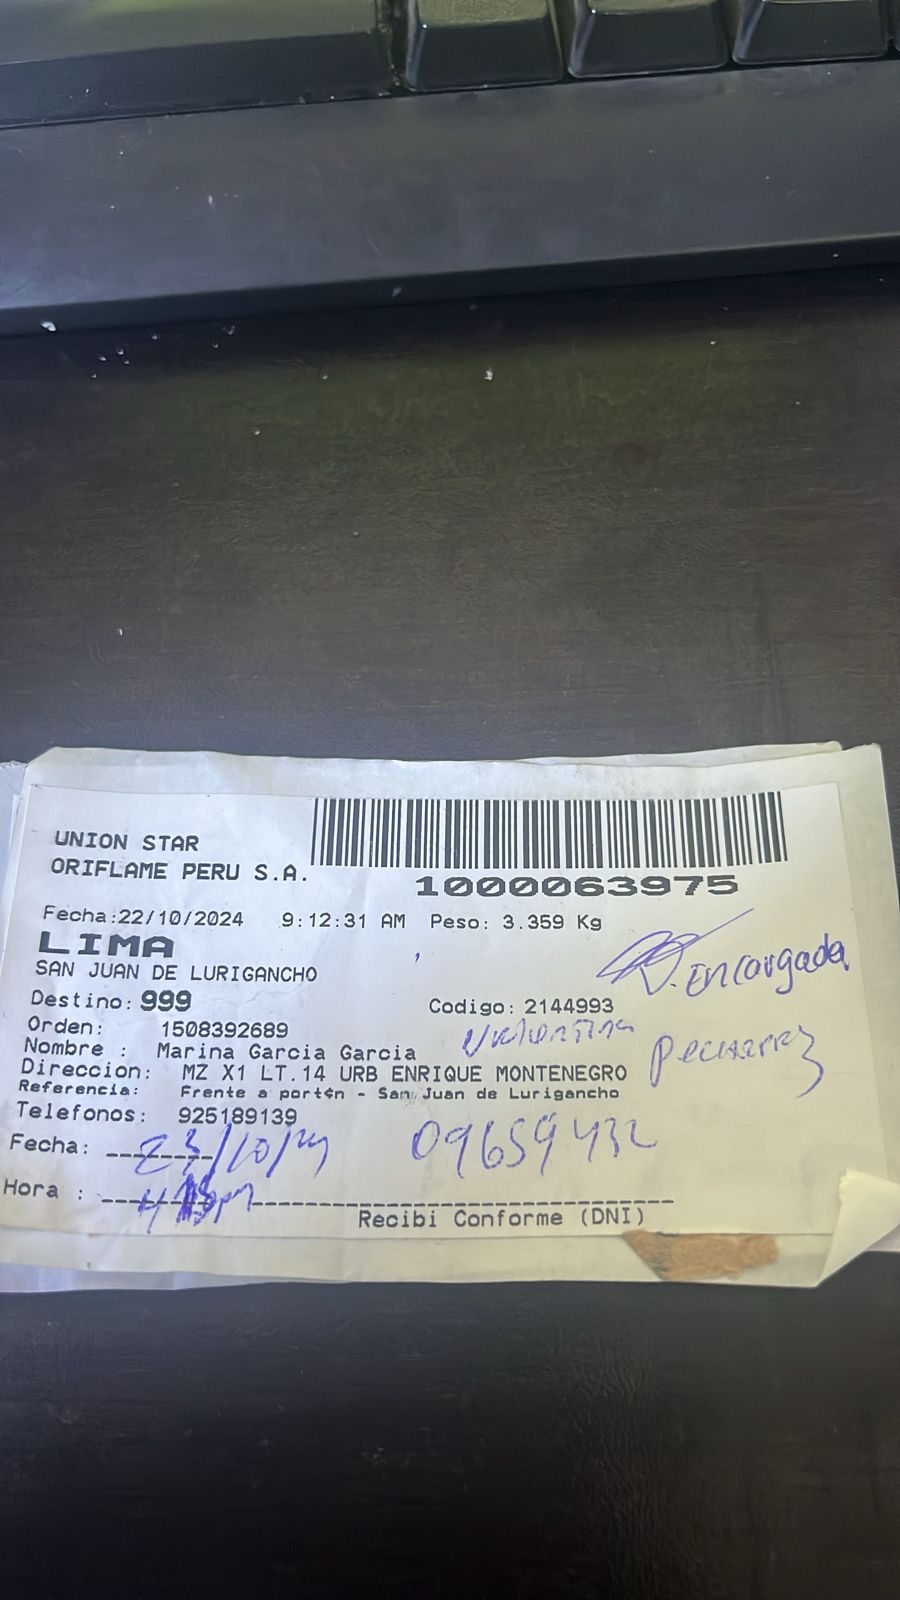 UNION STAR
ORIFLAME PERU S.A.
1000063975
Fecha:22/10/2024 9:12:31 AM Peso: 3.359 Kg
LIMA
SAN JUAN DE LURIGANCHO
Encargada
Destino: 999 Codigo: 2144993
Orden: 1508392689
Nombre : Marina Garcia Garcia
Direccion: MZ X1 LT.14 URB ENRIQUE MONTENEGRO
Referencia: Frente a port¢n - San Juan de Lurigancho
Telefonos: 925189139
Fecha: 23/10/24 09659432
Hora :
Recibi Conforme (DNI)